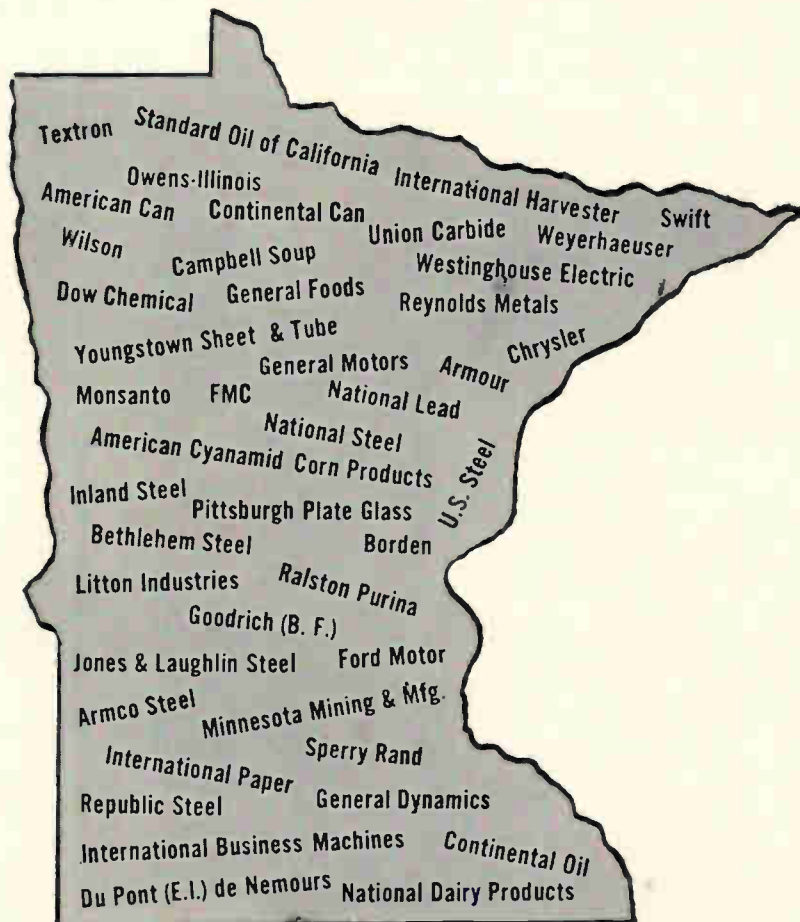 Textron
Standard Oil of California
Owens-Illinois
International Harvester
Swift
American Can
Continental Can
Union Carbide
Weyerhaeuser
Wilson
Campbell Soup
Westinghouse Electric
Dow Chemical
General Foods
Reynolds Metals
Youngstown Sheet & Tube
General Motors
Armour
Chrysler
Monsanto
FMC
National Lead
National Steel
American Cyanamid
Corn Products
U.S. Steel
Inland Steel
Pittsburgh Plate Glass
Bethlehem Steel
Borden
Litton Industries
Ralston Purina
Goodrich (B. F.)
Jones & Laughlin Steel
Ford Motor
Armco Steel
Minnesota Mining & Mfg.
International Paper
Sperry Rand
Republic Steel
General Dynamics
International Business Machines
Continental Oil
Du Pont (E.I.) de Nemours
National Dairy Products